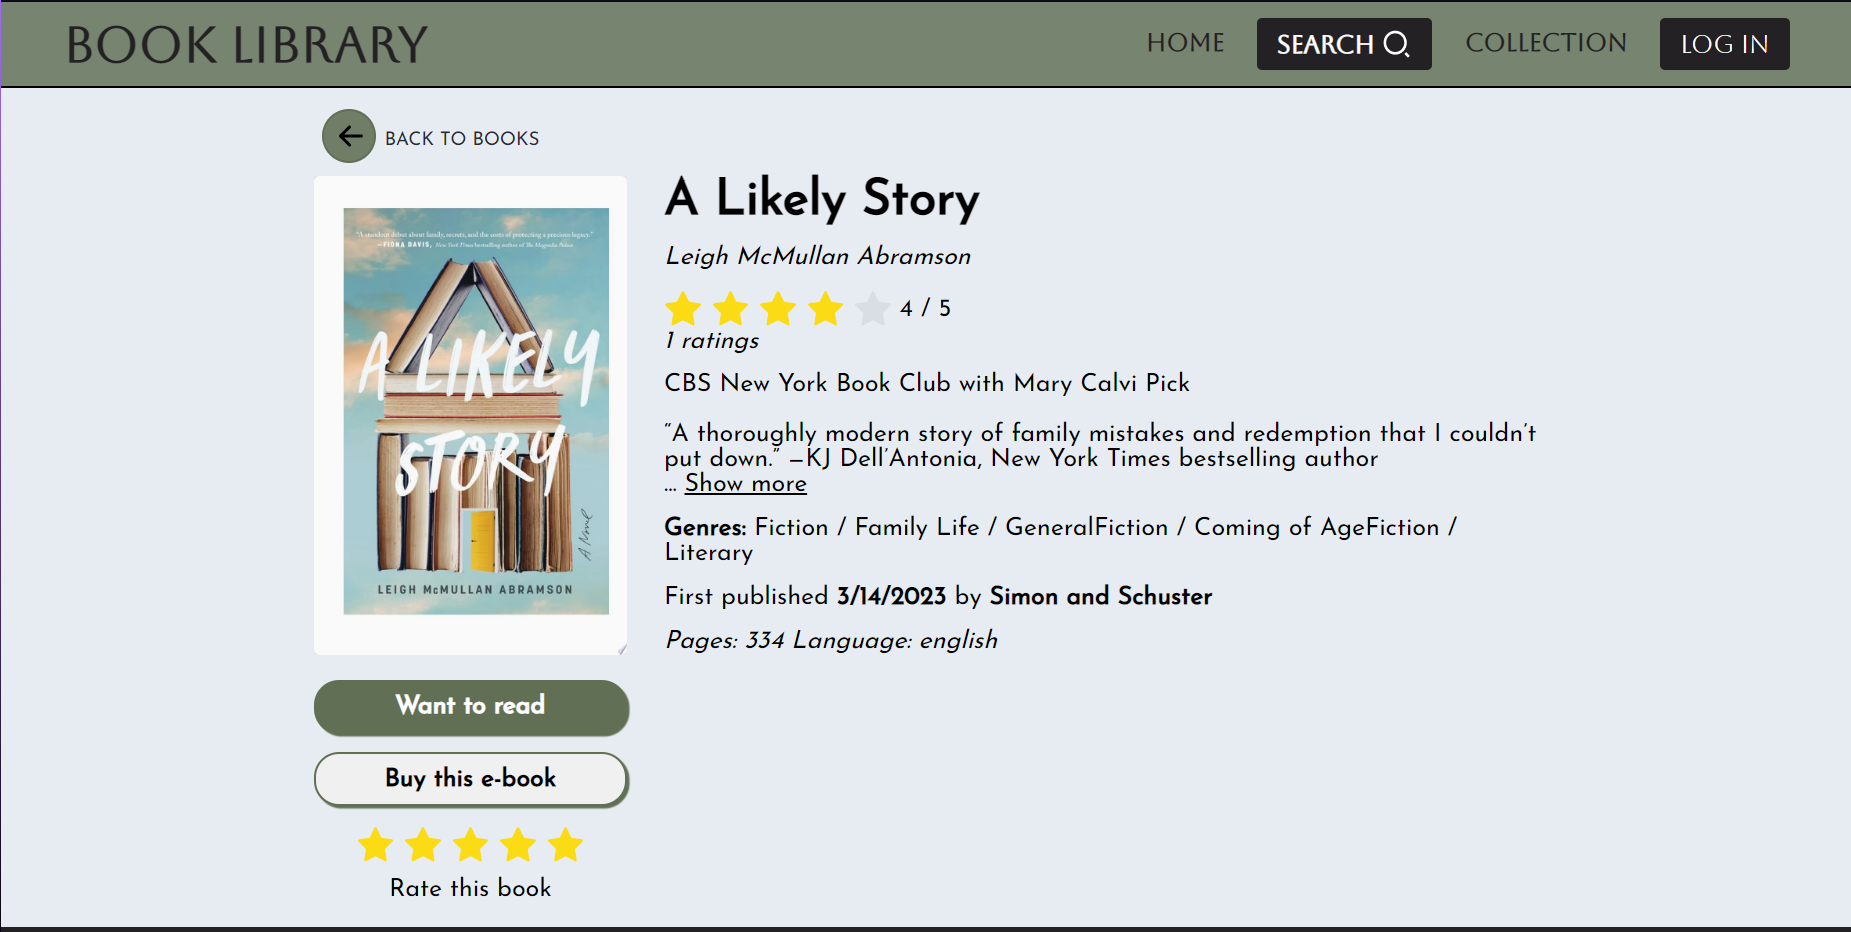 BOOK LIBRARY
HOME
SEARCH
COLLECTION
LOG IN
BACK TO BOOKS
"A standout debut about family, secrets, and the costs of protecting a precious legacy."
—FIONA DAVIS, New York Times bestselling author of The Magnolia Palace
A LIKELY
STORY
A Novel
LEIGH McMULLAN ABRAMSON
A Likely Story
Leigh McMullan Abramson
4 / 5
1 ratings
CBS New York Book Club with Mary Calvi Pick
“A thoroughly modern story of family mistakes and redemption that I couldn’t
put down.” —KJ Dell’Antonia, New York Times bestselling author
... Show more
Genres: Fiction / Family Life / GeneralFiction / Coming of AgeFiction /
Literary
First published 3/14/2023 by Simon and Schuster
Pages: 334 Language: english
Want to read
Buy this e-book
Rate this book